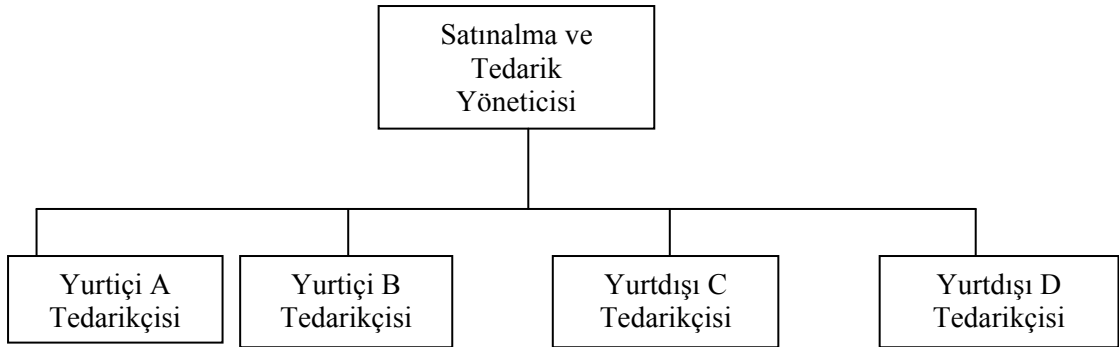 Satınalma ve
Tedarik
Yöneticisi
Yurtiçi A
Tedarikçisi
Yurtiçi B
Tedarikçisi
Yurtdışı C
Tedarikçisi
Yurtdışı D
Tedarikçisi